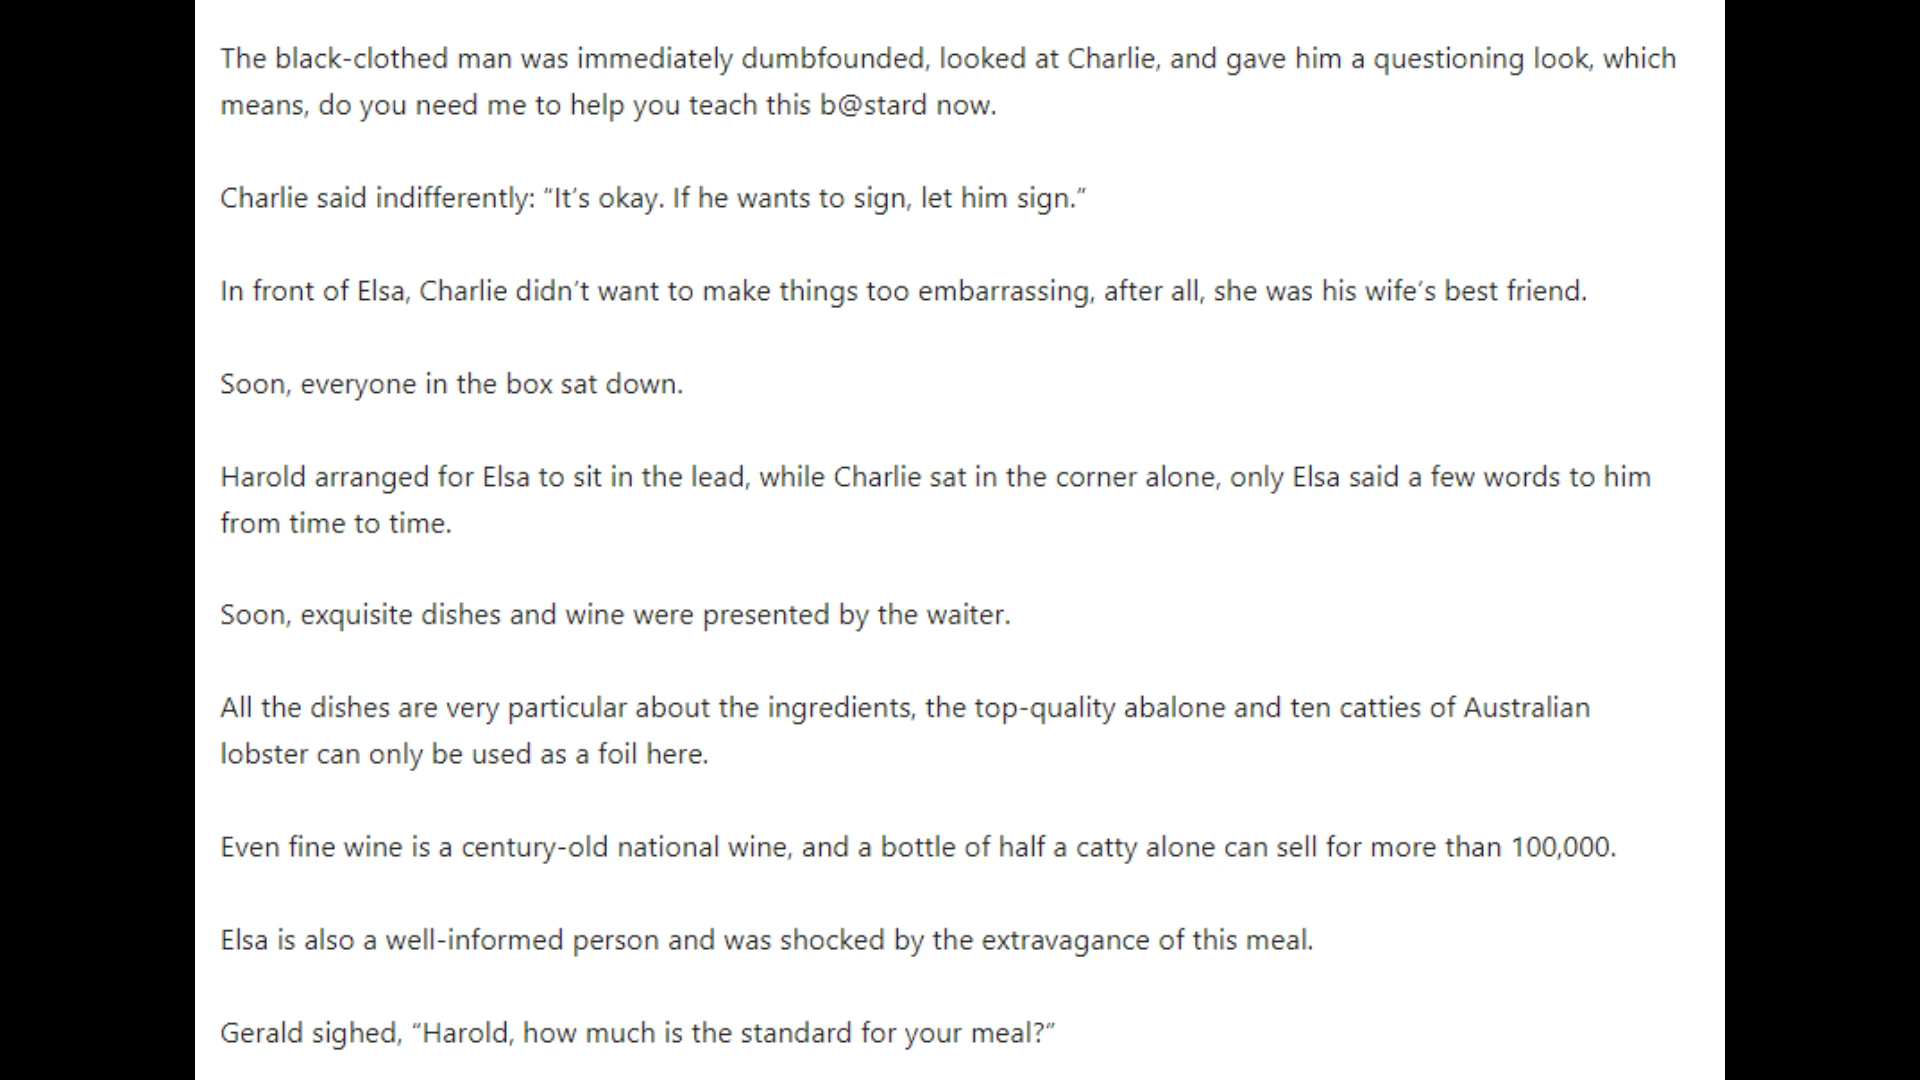 The black-clothed man was immediately dumbfounded, looked at Charlie, and gave him a questioning look, which
means, do you need me to help you teach this b@stard now.
Charlie said indifferently: “It’s okay. If he wants to sign, let him sign.”
In front of Elsa, Charlie didn’t want to make things too embarrassing, after all, she was his wife’s best friend.
Soon, everyone in the box sat down.
Harold arranged for Elsa to sit in the lead, while Charlie sat in the corner alone, only Elsa said a few words to him
from time to time.
Soon, exquisite dishes and wine were presented by the waiter.
All the dishes are very particular about the ingredients, the top-quality abalone and ten catties of Australian
lobster can only be used as a foil here.
Even fine wine is a century-old national wine, and a bottle of half a catty alone can sell for more than 100,000.
Elsa is also a well-informed person and was shocked by the extravagance of this meal.
Gerald sighed, “Harold, how much is the standard for your meal?”